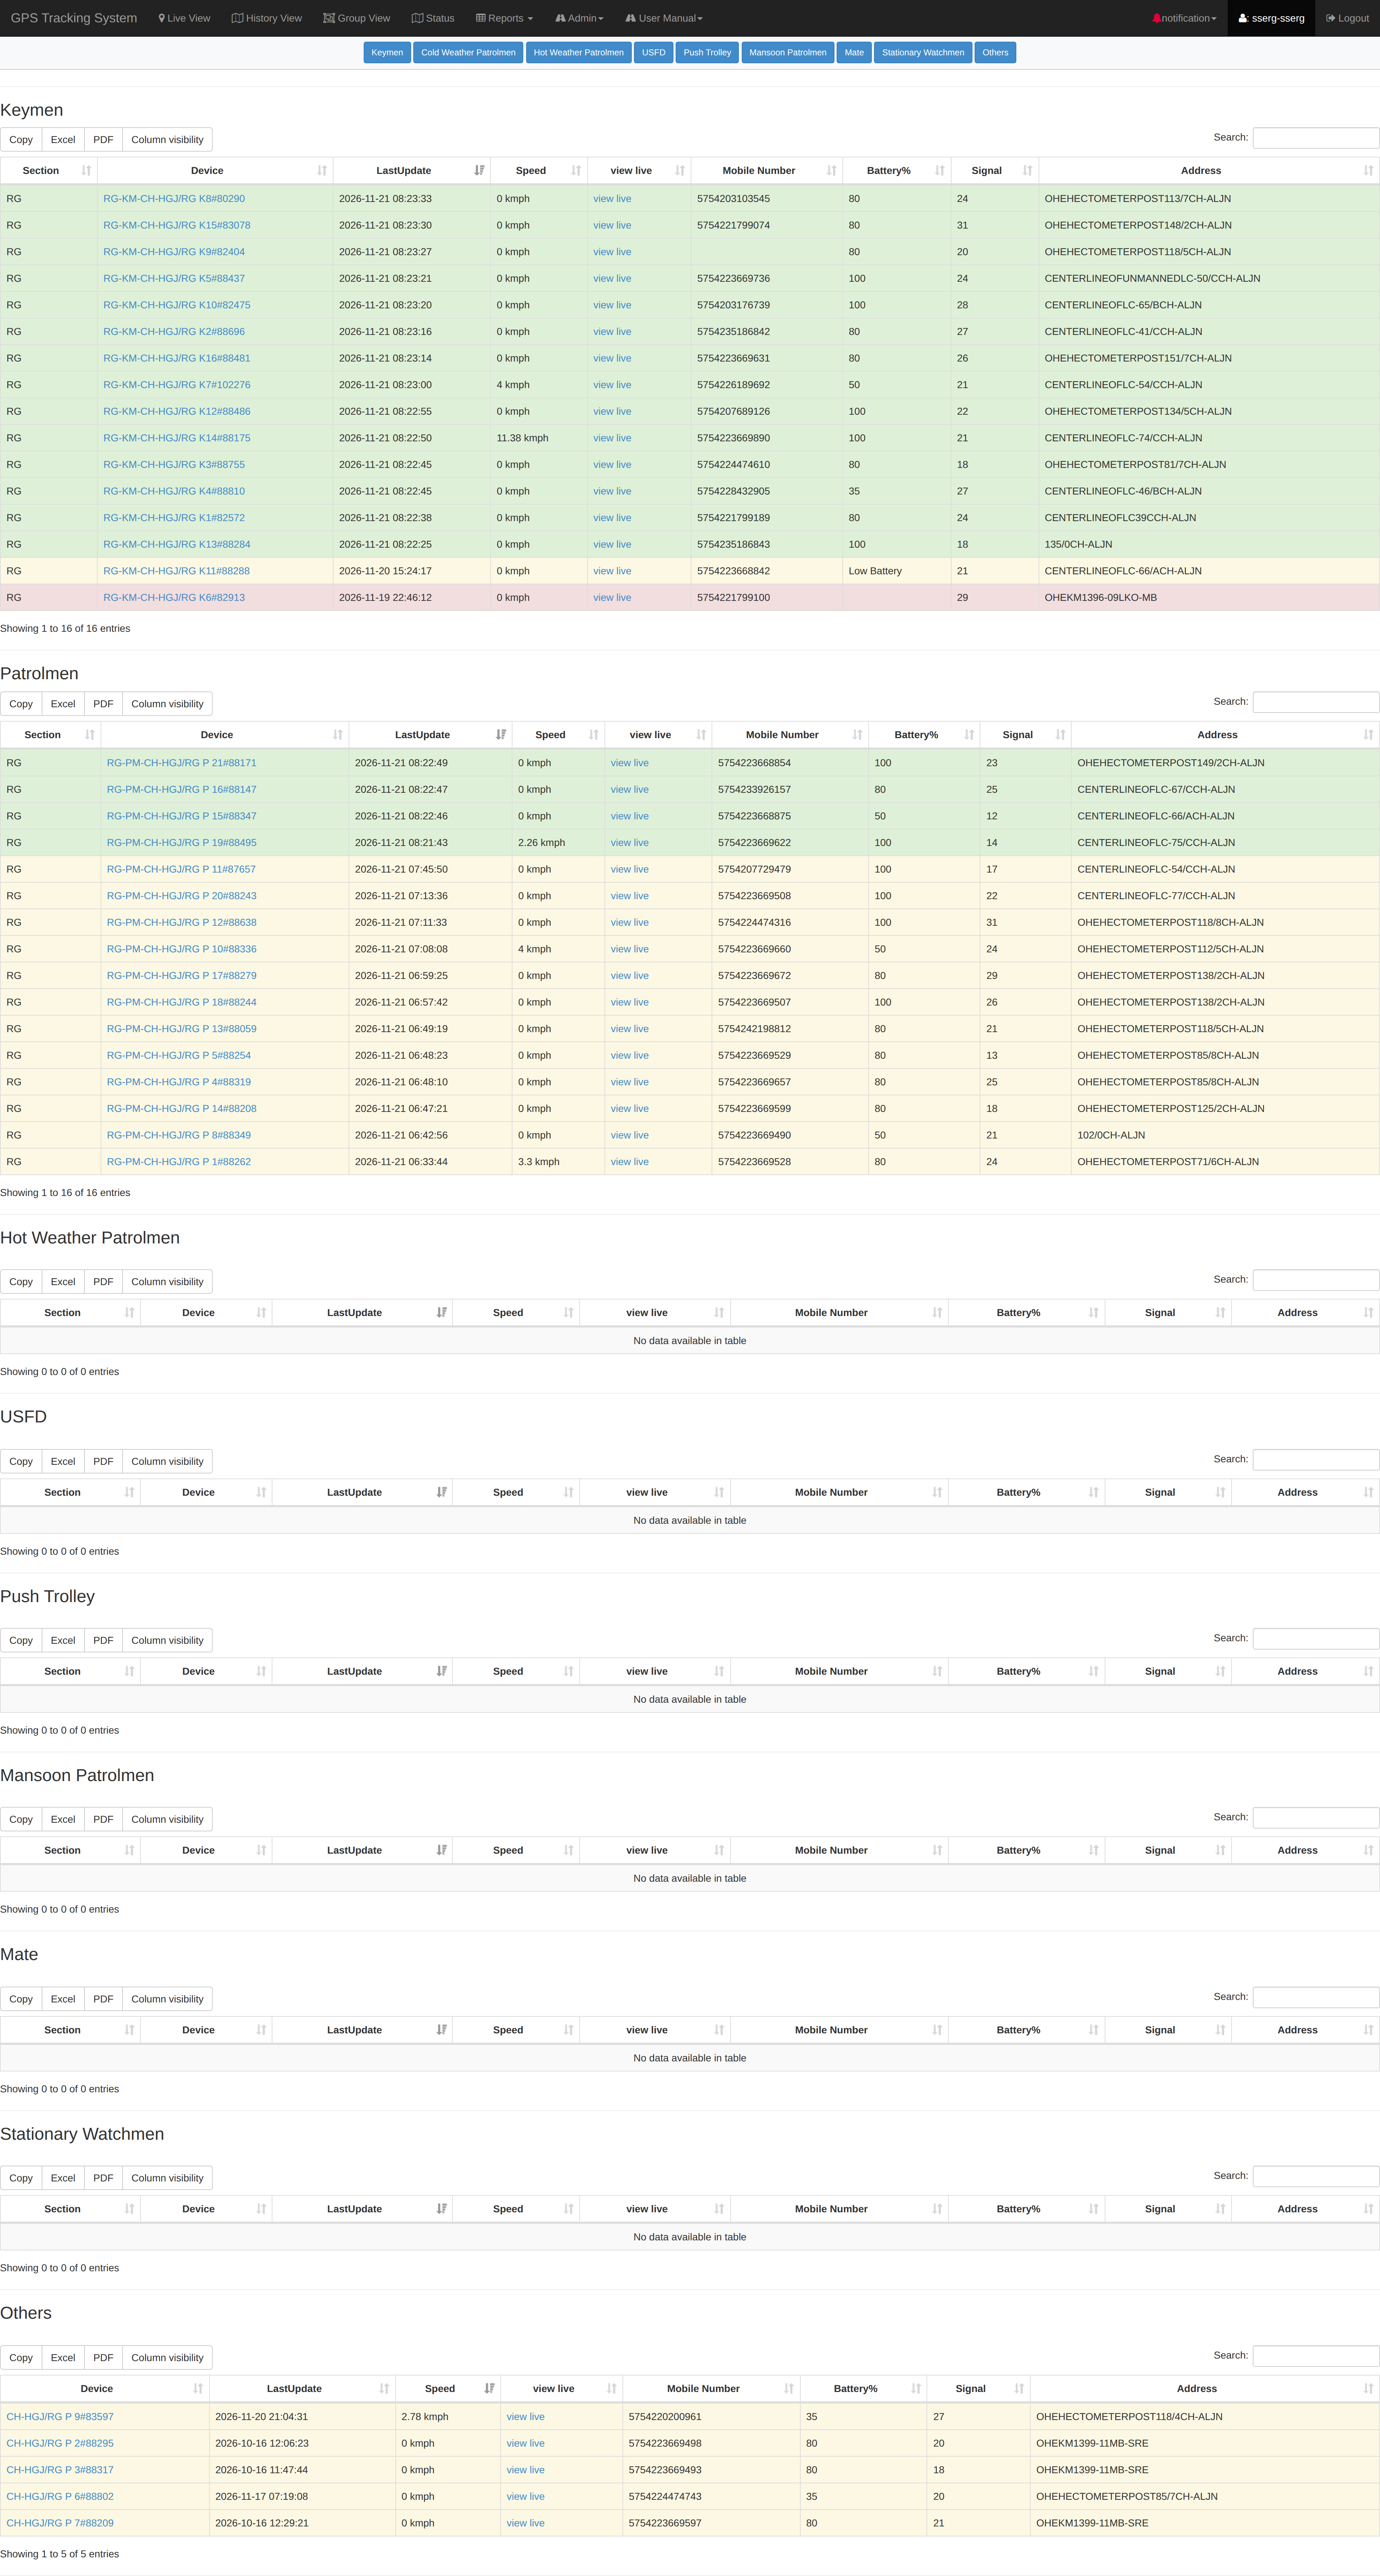 GPS Tracking System Live View History View Group View Status Reports Admin User Manual notification : sserg-sserg Logout
Keymen Cold Weather Patrolmen Hot Weather Patrolmen USFD Push Trolley Mansoon Patrolmen Mate Stationary Watchmen Others
Keymen
Copy Excel PDF Column visibility Search:
Section Device LastUpdate Speed view live Mobile Number Battery% Signal Address
RG RG-KM-CH-HGJ/RG K8#80290 2026-11-21 08:23:33 0 kmph view live 5754203103545 80 24 OHEHECTOMETERPOST113/7CH-ALJN
RG RG-KM-CH-HGJ/RG K15#83078 2026-11-21 08:23:30 0 kmph view live 5754221799074 80 31 OHEHECTOMETERPOST148/2CH-ALJN
RG RG-KM-CH-HGJ/RG K9#82404 2026-11-21 08:23:27 0 kmph view live 80 20 OHEHECTOMETERPOST118/5CH-ALJN
RG RG-KM-CH-HGJ/RG K5#88437 2026-11-21 08:23:21 0 kmph view live 5754223669736 100 24 CENTERLINEOFUNMANNEDLC-50/CCH-ALJN
RG RG-KM-CH-HGJ/RG K10#82475 2026-11-21 08:23:20 0 kmph view live 5754203176739 100 28 CENTERLINEOFLC-65/BCH-ALJN
RG RG-KM-CH-HGJ/RG K2#88696 2026-11-21 08:23:16 0 kmph view live 5754235186842 80 27 CENTERLINEOFLC-41/CCH-ALJN
RG RG-KM-CH-HGJ/RG K16#88481 2026-11-21 08:23:14 0 kmph view live 5754223669631 80 26 OHEHECTOMETERPOST151/7CH-ALJN
RG RG-KM-CH-HGJ/RG K7#102276 2026-11-21 08:23:00 4 kmph view live 5754226189692 50 21 CENTERLINEOFLC-54/CCH-ALJN
RG RG-KM-CH-HGJ/RG K12#88486 2026-11-21 08:22:55 0 kmph view live 5754207689126 100 22 OHEHECTOMETERPOST134/5CH-ALJN
RG RG-KM-CH-HGJ/RG K14#88175 2026-11-21 08:22:50 11.38 kmph view live 5754223669890 100 21 CENTERLINEOFLC-74/CCH-ALJN
RG RG-KM-CH-HGJ/RG K3#88755 2026-11-21 08:22:45 0 kmph view live 5754224474610 80 18 OHEHECTOMETERPOST81/7CH-ALJN
RG RG-KM-CH-HGJ/RG K4#88810 2026-11-21 08:22:45 0 kmph view live 5754228432905 35 27 CENTERLINEOFLC-46/BCH-ALJN
RG RG-KM-CH-HGJ/RG K1#82572 2026-11-21 08:22:38 0 kmph view live 5754221799189 80 24 CENTERLINEOFLC39CCH-ALJN
RG RG-KM-CH-HGJ/RG K13#88284 2026-11-21 08:22:25 0 kmph view live 5754235186843 100 18 135/0CH-ALJN
RG RG-KM-CH-HGJ/RG K11#88288 2026-11-20 15:24:17 0 kmph view live 5754223668842 Low Battery 21 CENTERLINEOFLC-66/ACH-ALJN
RG RG-KM-CH-HGJ/RG K6#82913 2026-11-19 22:46:12 0 kmph view live 5754221799100 29 OHEKM1396-09LKO-MB
Showing 1 to 16 of 16 entries
Patrolmen
Copy Excel PDF Column visibility Search:
Section Device LastUpdate Speed view live Mobile Number Battery% Signal Address
RG RG-PM-CH-HGJ/RG P 21#88171 2026-11-21 08:22:49 0 kmph view live 5754223668854 100 23 OHEHECTOMETERPOST149/2CH-ALJN
RG RG-PM-CH-HGJ/RG P 16#88147 2026-11-21 08:22:47 0 kmph view live 5754233926157 80 25 CENTERLINEOFLC-67/CCH-ALJN
RG RG-PM-CH-HGJ/RG P 15#88347 2026-11-21 08:22:46 0 kmph view live 5754223668875 50 12 CENTERLINEOFLC-66/ACH-ALJN
RG RG-PM-CH-HGJ/RG P 19#88495 2026-11-21 08:21:43 2.26 kmph view live 5754223669622 100 14 CENTERLINEOFLC-75/CCH-ALJN
RG RG-PM-CH-HGJ/RG P 11#87657 2026-11-21 07:45:50 0 kmph view live 5754207729479 100 17 CENTERLINEOFLC-54/CCH-ALJN
RG RG-PM-CH-HGJ/RG P 20#88243 2026-11-21 07:13:36 0 kmph view live 5754223669508 100 22 CENTERLINEOFLC-77/CCH-ALJN
RG RG-PM-CH-HGJ/RG P 12#88638 2026-11-21 07:11:33 0 kmph view live 5754224474316 100 31 OHEHECTOMETERPOST118/8CH-ALJN
RG RG-PM-CH-HGJ/RG P 10#88336 2026-11-21 07:08:08 4 kmph view live 5754223669660 50 24 OHEHECTOMETERPOST112/5CH-ALJN
RG RG-PM-CH-HGJ/RG P 17#88279 2026-11-21 06:59:25 0 kmph view live 5754223669672 80 29 OHEHECTOMETERPOST138/2CH-ALJN
RG RG-PM-CH-HGJ/RG P 18#88244 2026-11-21 06:57:42 0 kmph view live 5754223669507 100 26 OHEHECTOMETERPOST138/2CH-ALJN
RG RG-PM-CH-HGJ/RG P 13#88059 2026-11-21 06:49:19 0 kmph view live 5754242198812 80 21 OHEHECTOMETERPOST118/5CH-ALJN
RG RG-PM-CH-HGJ/RG P 5#88254 2026-11-21 06:48:23 0 kmph view live 5754223669529 80 13 OHEHECTOMETERPOST85/8CH-ALJN
RG RG-PM-CH-HGJ/RG P 4#88319 2026-11-21 06:48:10 0 kmph view live 5754223669657 80 25 OHEHECTOMETERPOST85/8CH-ALJN
RG RG-PM-CH-HGJ/RG P 14#88208 2026-11-21 06:47:21 0 kmph view live 5754223669599 80 18 OHEHECTOMETERPOST125/2CH-ALJN
RG RG-PM-CH-HGJ/RG P 8#88349 2026-11-21 06:42:56 0 kmph view live 5754223669490 50 21 102/0CH-ALJN
RG RG-PM-CH-HGJ/RG P 1#88262 2026-11-21 06:33:44 3.3 kmph view live 5754223669528 80 24 OHEHECTOMETERPOST71/6CH-ALJN
Showing 1 to 16 of 16 entries
Hot Weather Patrolmen
Copy Excel PDF Column visibility Search:
Section Device LastUpdate Speed view live Mobile Number Battery% Signal Address
No data available in table
Showing 0 to 0 of 0 entries
USFD
Copy Excel PDF Column visibility Search:
Section Device LastUpdate Speed view live Mobile Number Battery% Signal Address
No data available in table
Showing 0 to 0 of 0 entries
Push Trolley
Copy Excel PDF Column visibility Search:
Section Device LastUpdate Speed view live Mobile Number Battery% Signal Address
No data available in table
Showing 0 to 0 of 0 entries
Mansoon Patrolmen
Copy Excel PDF Column visibility Search:
Section Device LastUpdate Speed view live Mobile Number Battery% Signal Address
No data available in table
Showing 0 to 0 of 0 entries
Mate
Copy Excel PDF Column visibility Search:
Section Device LastUpdate Speed view live Mobile Number Battery% Signal Address
No data available in table
Showing 0 to 0 of 0 entries
Stationary Watchmen
Copy Excel PDF Column visibility Search:
Section Device LastUpdate Speed view live Mobile Number Battery% Signal Address
No data available in table
Showing 0 to 0 of 0 entries
Others
Copy Excel PDF Column visibility Search:
Device LastUpdate Speed view live Mobile Number Battery% Signal Address
CH-HGJ/RG P 9#83597 2026-11-20 21:04:31 2.78 kmph view live 5754220200961 35 27 OHEHECTOMETERPOST118/4CH-ALJN
CH-HGJ/RG P 2#88295 2026-10-16 12:06:23 0 kmph view live 5754223669498 80 20 OHEKM1399-11MB-SRE
CH-HGJ/RG P 3#88317 2026-10-16 11:47:44 0 kmph view live 5754223669493 80 18 OHEKM1399-11MB-SRE
CH-HGJ/RG P 6#88802 2026-11-17 07:19:08 0 kmph view live 5754224474743 35 20 OHEHECTOMETERPOST85/7CH-ALJN
CH-HGJ/RG P 7#88209 2026-10-16 12:29:21 0 kmph view live 5754223669597 80 21 OHEKM1399-11MB-SRE
Showing 1 to 5 of 5 entries